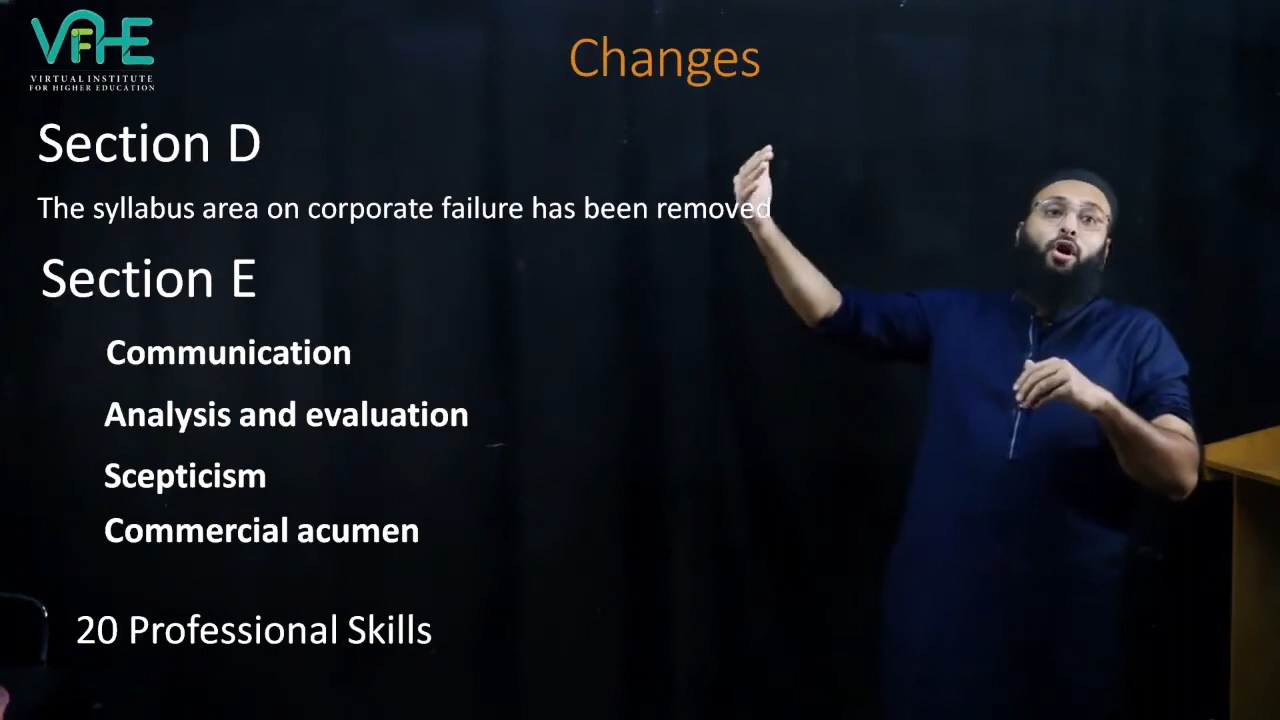 VIFHE
VIRTUAL INSTITUTE
FOR HIGHER EDUCATION
Changes
Section D
The syllabus area on corporate failure has been removed
Section E
Communication
Analysis and evaluation
Scepticism
Commercial acumen
20 Professional Skills